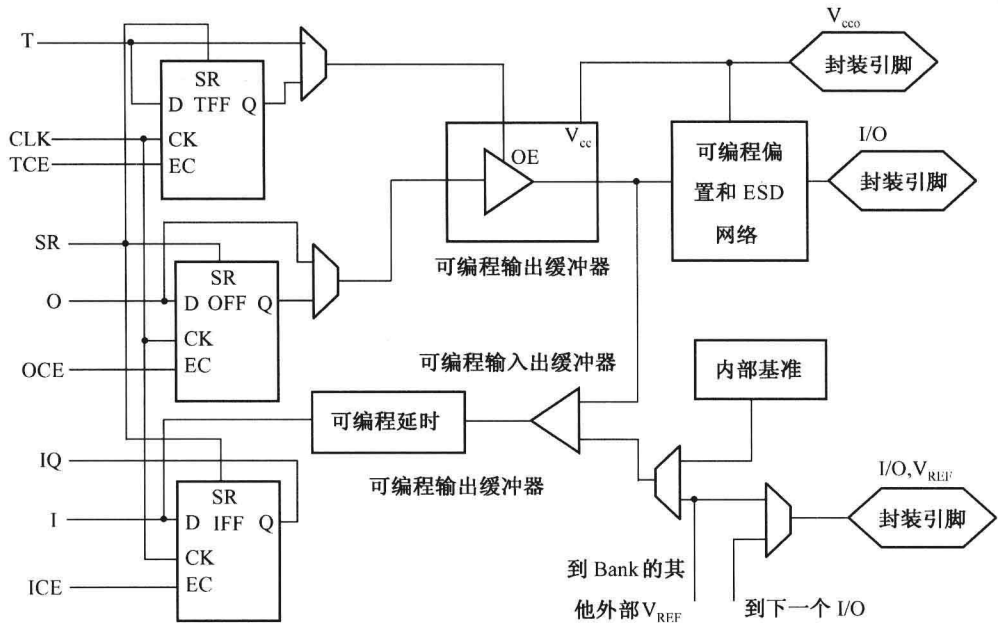 V_cco
T
封装引脚
SR
D TFF Q
CLK
CK
TCE
EC
V_cc
OE
可编程偏
置和 ESD
网络
I/O
封装引脚
SR
可编程输出缓冲器
SR
O
D OFF Q
CK
OCE
EC
可编程输入出缓冲器
内部基准
可编程延时
IQ
可编程输出缓冲器
I/O,V_REF
SR
I
D IFF Q
封装引脚
CK
ICE
EC
到 Bank 的其
他外部 V_REF
到下一个 I/O